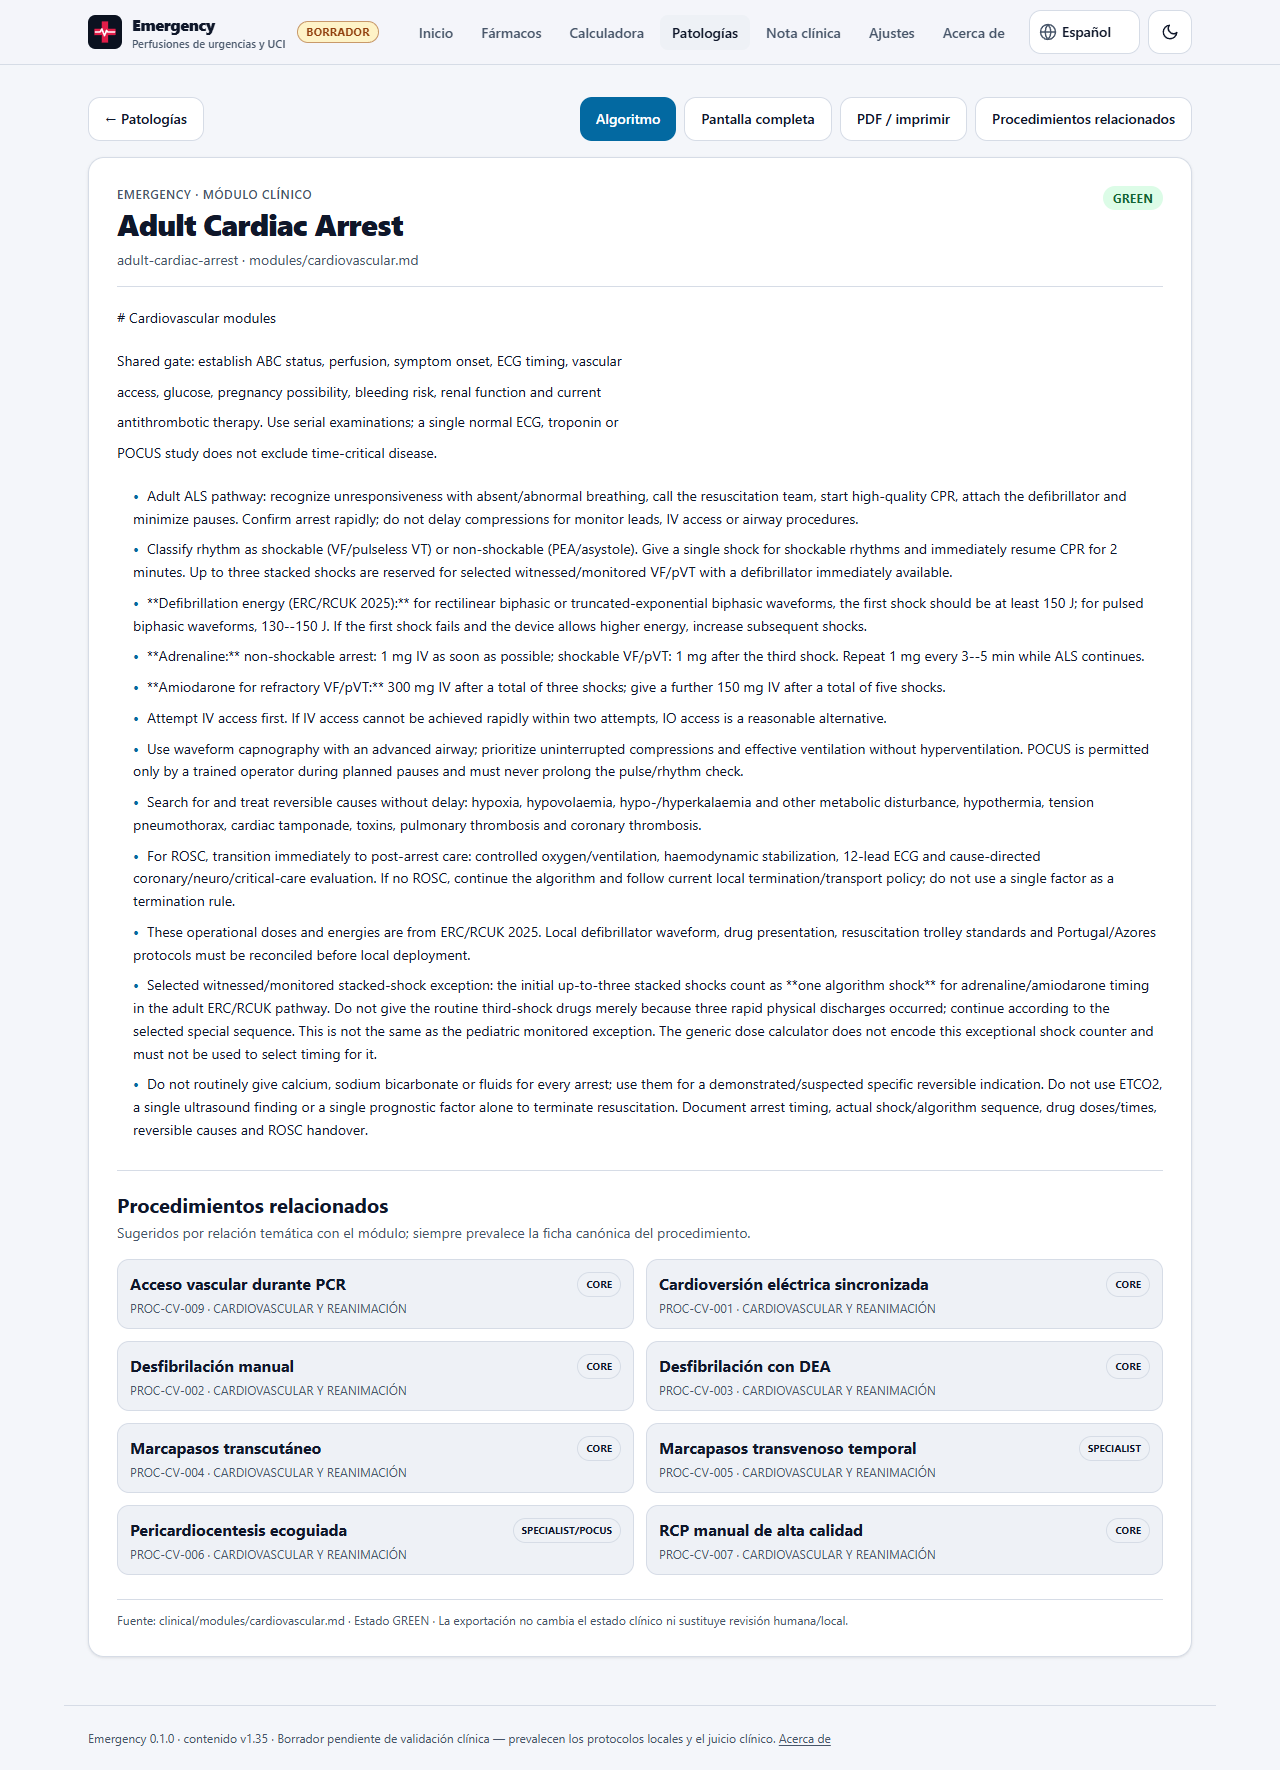 Emergency
Perfusiones de urgencias y UCI
BORRADOR
Inicio
Fármacos
Calculadora
Patologías
Nota clínica
Ajustes
Acerca de
Español
← Patologías
Algoritmo
Pantalla completa
PDF / imprimir
Procedimientos relacionados
EMERGENCY · MÓDULO CLÍNICO
GREEN
Adult Cardiac Arrest
adult-cardiac-arrest · modules/cardiovascular.md
# Cardiovascular modules
Shared gate: establish ABC status, perfusion, symptom onset, ECG timing, vascular
access, glucose, pregnancy possibility, bleeding risk, renal function and current
antithrombotic therapy. Use serial examinations; a single normal ECG, troponin or
POCUS study does not exclude time-critical disease.
• Adult ALS pathway: recognize unresponsiveness with absent/abnormal breathing, call the resuscitation team, start high-quality CPR, attach the defibrillator and
minimize pauses. Confirm arrest rapidly; do not delay compressions for monitor leads, IV access or airway procedures.
• Classify rhythm as shockable (VF/pulseless VT) or non-shockable (PEA/asystole). Give a single shock for shockable rhythms and immediately resume CPR for 2
minutes. Up to three stacked shocks are reserved for selected witnessed/monitored VF/pVT with a defibrillator immediately available.
• **Defibrillation energy (ERC/RCUK 2025):** for rectilinear biphasic or truncated-exponential biphasic waveforms, the first shock should be at least 150 J; for pulsed
biphasic waveforms, 130--150 J. If the first shock fails and the device allows higher energy, increase subsequent shocks.
• **Adrenaline:** non-shockable arrest: 1 mg IV as soon as possible; shockable VF/pVT: 1 mg after the third shock. Repeat 1 mg every 3--5 min while ALS continues.
• **Amiodarone for refractory VF/pVT:** 300 mg IV after a total of three shocks; give a further 150 mg IV after a total of five shocks.
• Attempt IV access first. If IV access cannot be achieved rapidly within two attempts, IO access is a reasonable alternative.
• Use waveform capnography with an advanced airway; prioritize uninterrupted compressions and effective ventilation without hyperventilation. POCUS is permitted
only by a trained operator during planned pauses and must never prolong the pulse/rhythm check.
• Search for and treat reversible causes without delay: hypoxia, hypovolaemia, hypo-/hyperkalaemia and other metabolic disturbance, hypothermia, tension
pneumothorax, cardiac tamponade, toxins, pulmonary thrombosis and coronary thrombosis.
• For ROSC, transition immediately to post-arrest care: controlled oxygen/ventilation, haemodynamic stabilization, 12-lead ECG and cause-directed
coronary/neuro/critical-care evaluation. If no ROSC, continue the algorithm and follow current local termination/transport policy; do not use a single factor as a
termination rule.
• These operational doses and energies are from ERC/RCUK 2025. Local defibrillator waveform, drug presentation, resuscitation trolley standards and Portugal/Azores
protocols must be reconciled before local deployment.
• Selected witnessed/monitored stacked-shock exception: the initial up-to-three stacked shocks count as **one algorithm shock** for adrenaline/amiodarone timing
in the adult ERC/RCUK pathway. Do not give the routine third-shock drugs merely because three rapid physical discharges occurred; continue according to the
selected special sequence. This is not the same as the pediatric monitored exception. The generic dose calculator does not encode this exceptional shock counter and
must not be used to select timing for it.
• Do not routinely give calcium, sodium bicarbonate or fluids for every arrest; use them for a demonstrated/suspected specific reversible indication. Do not use ETCO2,
a single ultrasound finding or a single prognostic factor alone to terminate resuscitation. Document arrest timing, actual shock/algorithm sequence, drug doses/times,
reversible causes and ROSC handover.
Procedimientos relacionados
Sugeridos por relación temática con el módulo; siempre prevalece la ficha canónica del procedimiento.
Acceso vascular durante PCR
CORE
PROC-CV-009 · CARDIOVASCULAR Y REANIMACIÓN
Cardioversión eléctrica sincronizada
CORE
PROC-CV-001 · CARDIOVASCULAR Y REANIMACIÓN
Desfibrilación manual
CORE
PROC-CV-002 · CARDIOVASCULAR Y REANIMACIÓN
Desfibrilación con DEA
CORE
PROC-CV-003 · CARDIOVASCULAR Y REANIMACIÓN
Marcapasos transcutáneo
CORE
PROC-CV-004 · CARDIOVASCULAR Y REANIMACIÓN
Marcapasos transvenoso temporal
SPECIALIST
PROC-CV-005 · CARDIOVASCULAR Y REANIMACIÓN
Pericardiocentesis ecoguiada
SPECIALIST/POCUS
PROC-CV-006 · CARDIOVASCULAR Y REANIMACIÓN
RCP manual de alta calidad
CORE
PROC-CV-007 · CARDIOVASCULAR Y REANIMACIÓN
Fuente: clinical/modules/cardiovascular.md · Estado GREEN · La exportación no cambia el estado clínico ni sustituye revisión humana/local.
Emergency 0.1.0 · contenido v1.35 · Borrador pendiente de validación clínica — prevalecen los protocolos locales y el juicio clínico. Acerca de